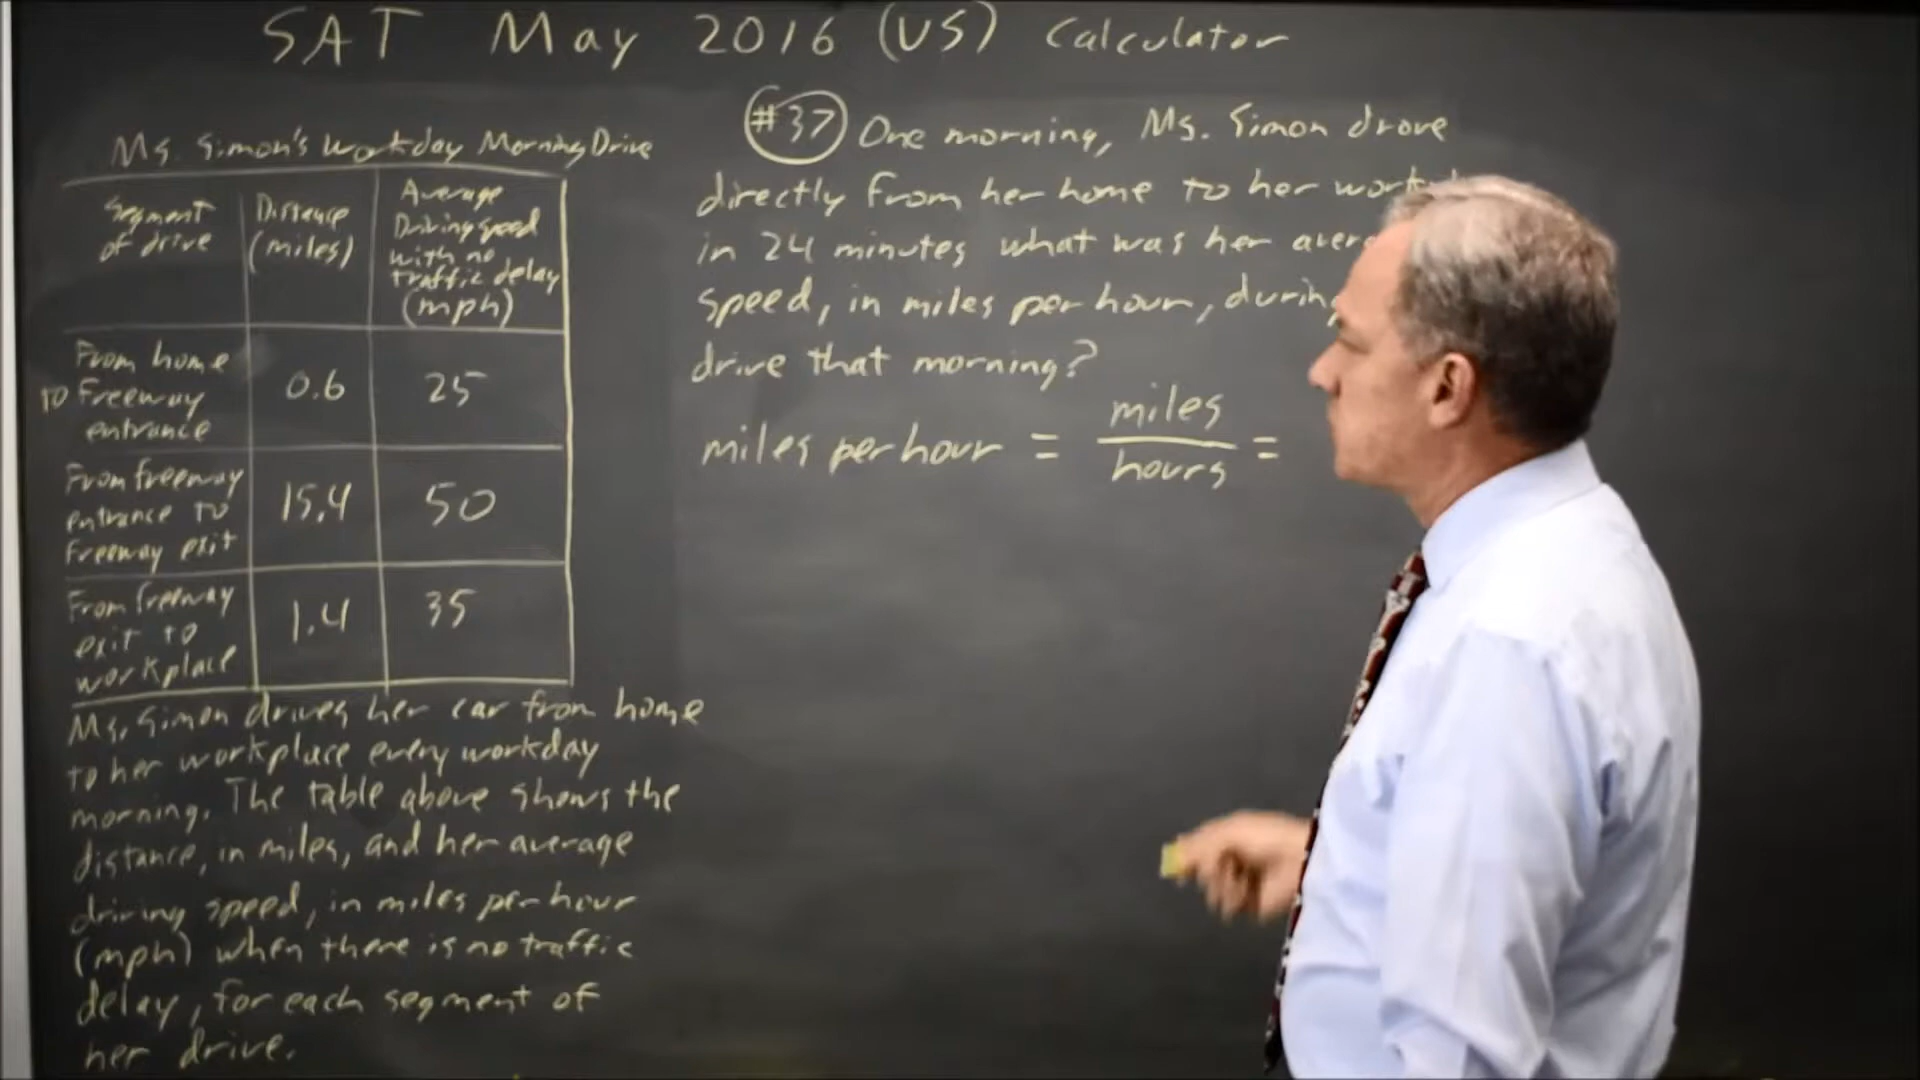 SAT May 2016 (US) Calculator
Ms. Simon's Workday Morning Drive
Segment of drive
Distance (miles)
Average Driving speed with no traffic delay (mph)
From home to Freeway entrance
0.6
25
From freeway entrance to freeway exit
15.4
50
From freeway exit to workplace
1.4
35
Ms. Simon drives her car from home
to her workplace every workday
morning. The table above shows the
distance, in miles, and her average
driving speed, in miles per hour
(mph) when there is no traffic
delay, for each segment of
her drive.
#37 One morning, Ms. Simon drove
directly from her home to her
in 24 minutes what was her
speed, in miles per hour, during
drive that morning?
miles per hour = miles / hours =